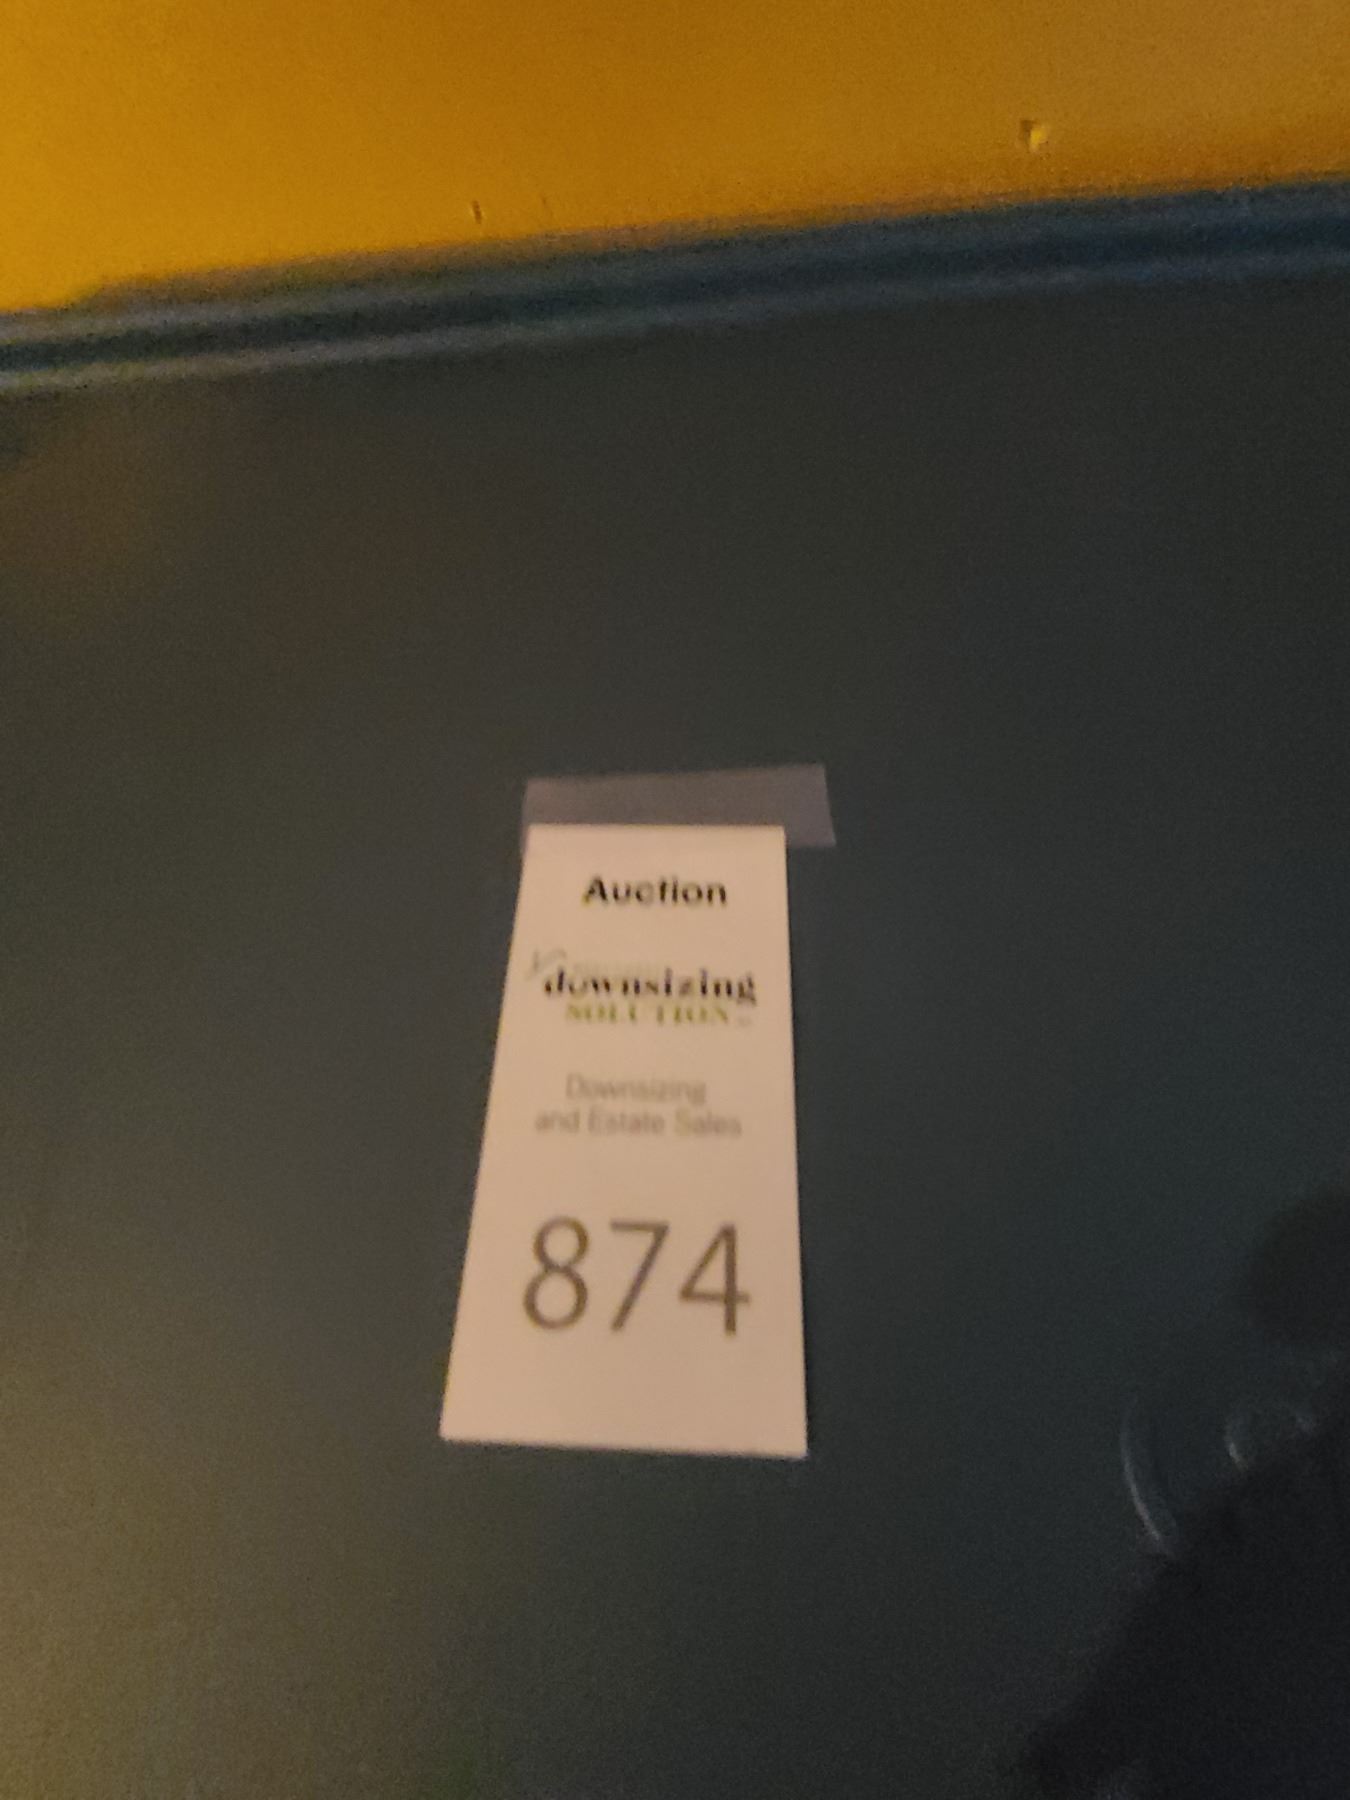 Auction
downsizing
SOLUTION
Downsizing
and Estate Sales
874